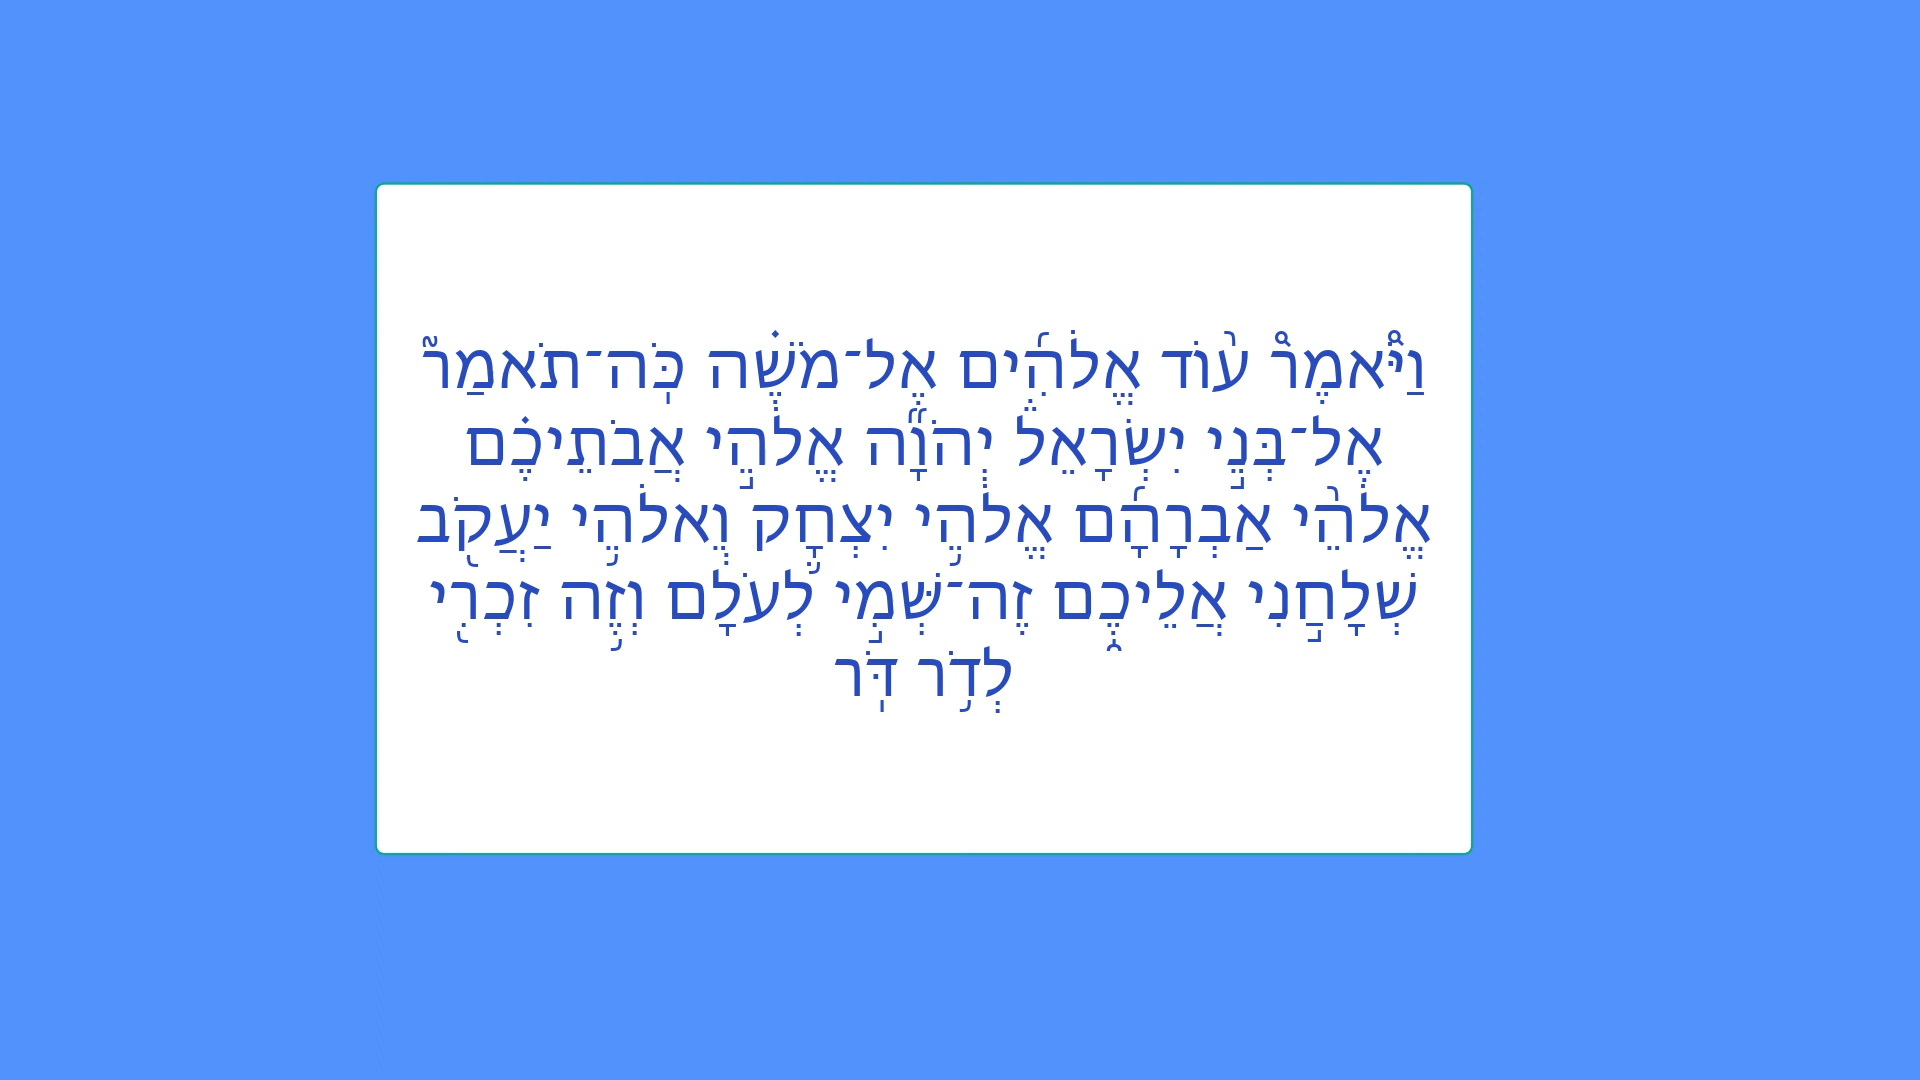 וַיֹּ֩אמֶר֩ ע֨וֹד אֱלֹהִ֜֔ים אֶל־מֹשֶׁ֗ה כֹּֽה־תֹאמַר֮
אֶל־בְּנֵ֣י יִשְׂרָאֵל֒ יְהֹוָ֞ה אֱלֹהֵ֣י אֲבֹתֵיכֶ֗ם
אֱלֹהֵ֨י אַבְרָהָ֜ם אֱלֹהֵ֥י יִצְחָ֛ק וֵאלֹהֵ֥י יַעֲקֹ֖ב
שְׁלָחַ֣נִי אֲלֵיכֶ֑ם זֶה־שְּׁמִ֣י לְעֹלָ֔ם וְזֶ֥ה זִכְרִ֖י
לְדֹ֥ר דֹּֽר